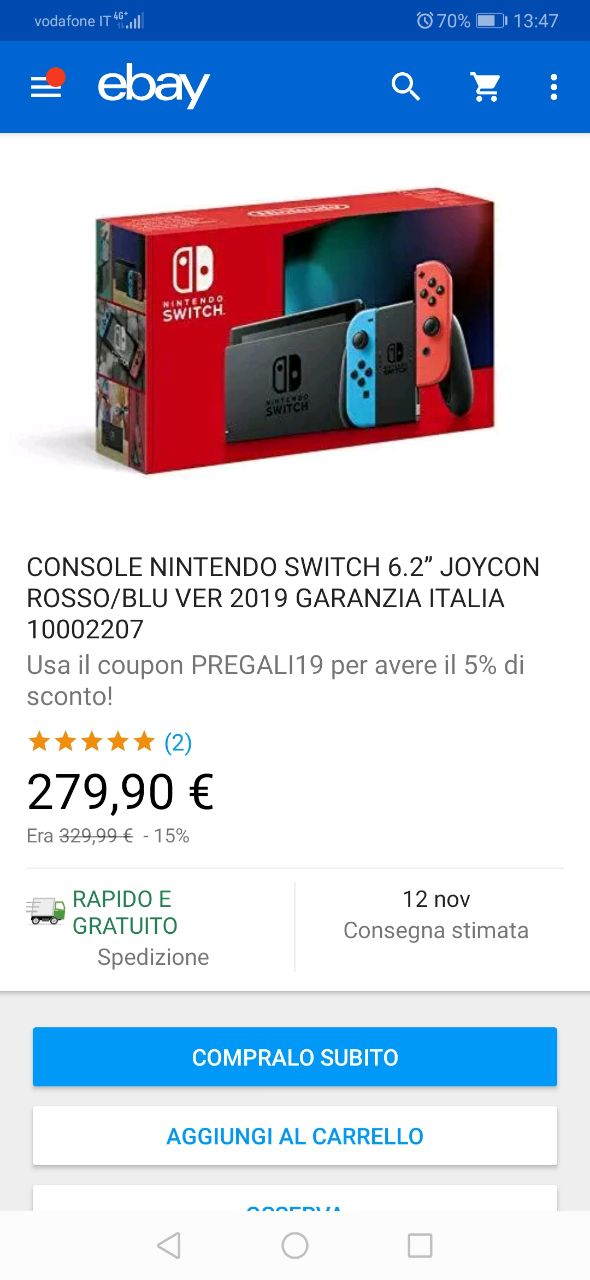 vodafone IT 4G+ 70% 13:47
ebay
Nintendo
NINTENDO
SWITCH
NINTENDO
SWITCH
CONSOLE NINTENDO SWITCH 6.2” JOYCON
ROSSO/BLU VER 2019 GARANZIA ITALIA
10002207
Usa il coupon PREGALI19 per avere il 5% di
sconto!
(2)
279,90 €
Era 329,99 € - 15%
RAPIDO E
GRATUITO
Spedizione
12 nov
Consegna stimata
COMPRALO SUBITO
AGGIUNGI AL CARRELLO
OSSERVA